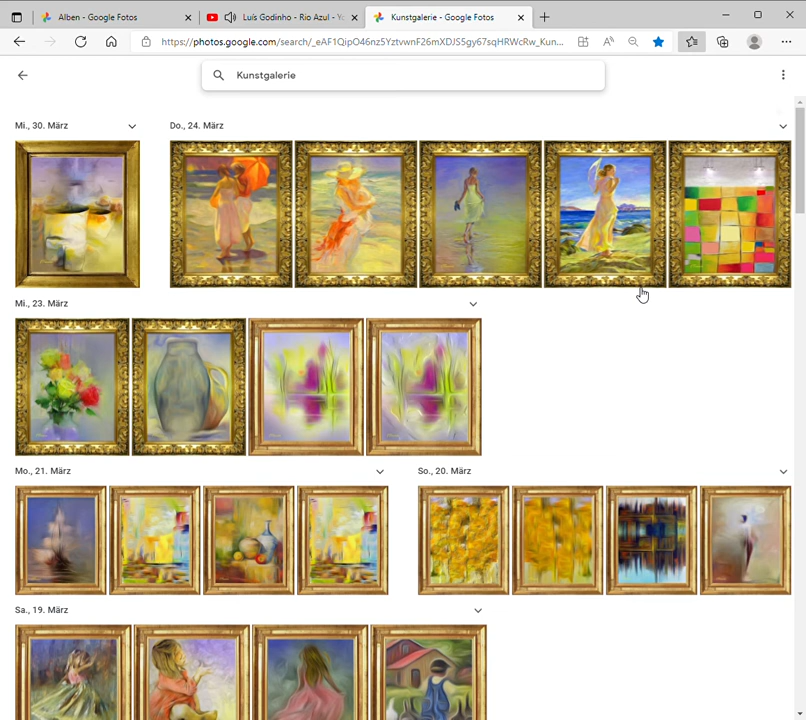 Alben - Google Fotos
Luís Godinho - Rio Azul - Yo
Kunstgalerie - Google Fotos
https://photos.google.com/search/_eAF1QipO46nz5YztvwnF26mXDJS5gy67sqHRWcRw_Kun...
Kunstgalerie
Mi., 30. März
Do., 24. März
Mi., 23. März
Mo., 21. März
So., 20. März
Sa., 19. März